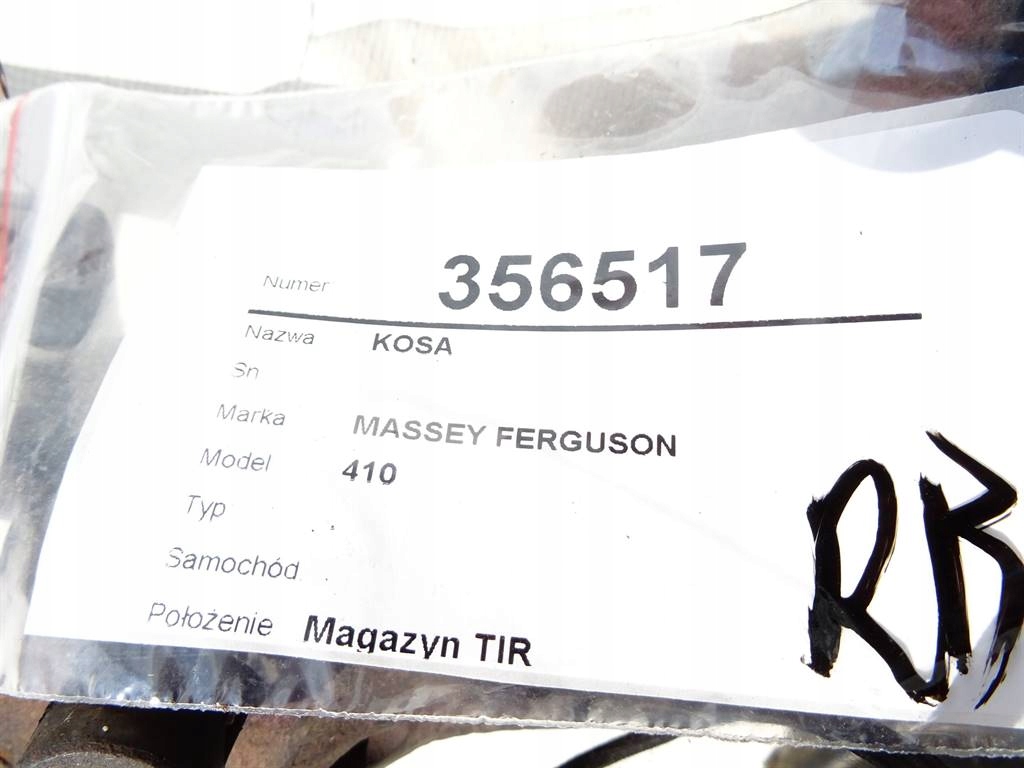 Numer 356517
Nazwa KOSA
Sn
Marka MASSEY FERGUSON
Model 410
Typ
Samochód
Położenie Magazyn TIR
RB